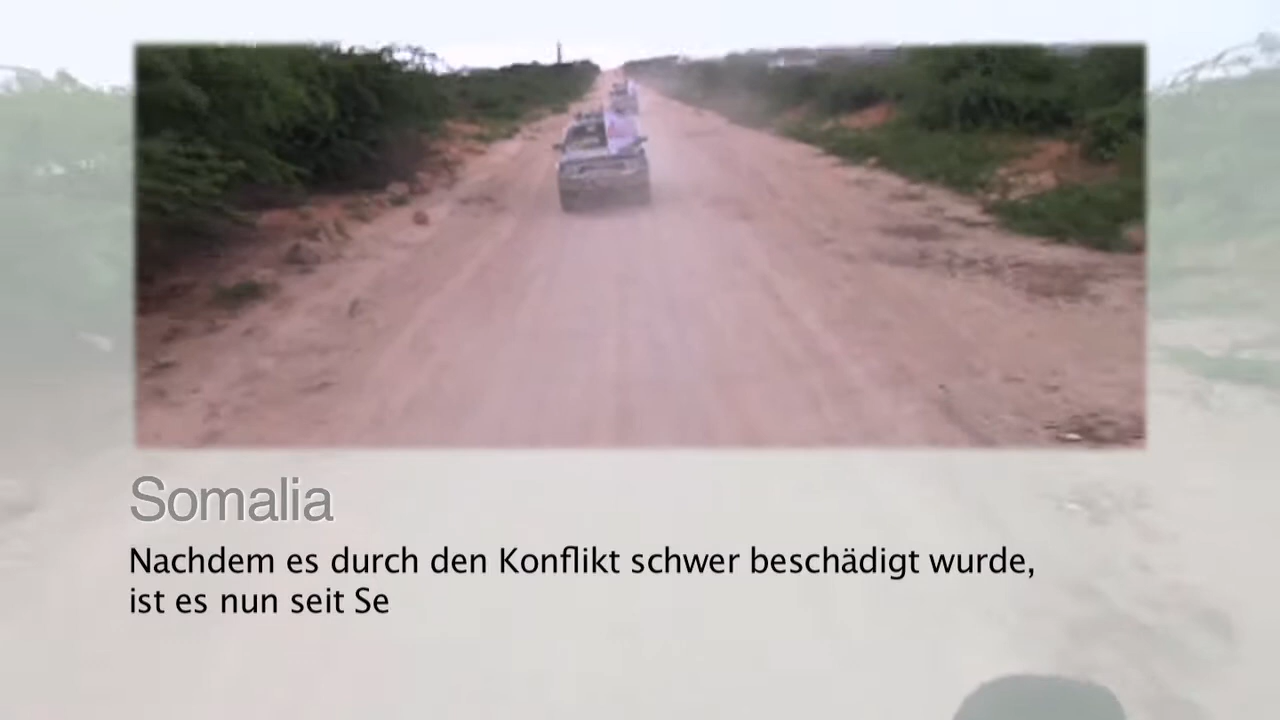 Somalia
Nachdem es durch den Konflikt schwer beschädigt wurde,
ist es nun seit Se